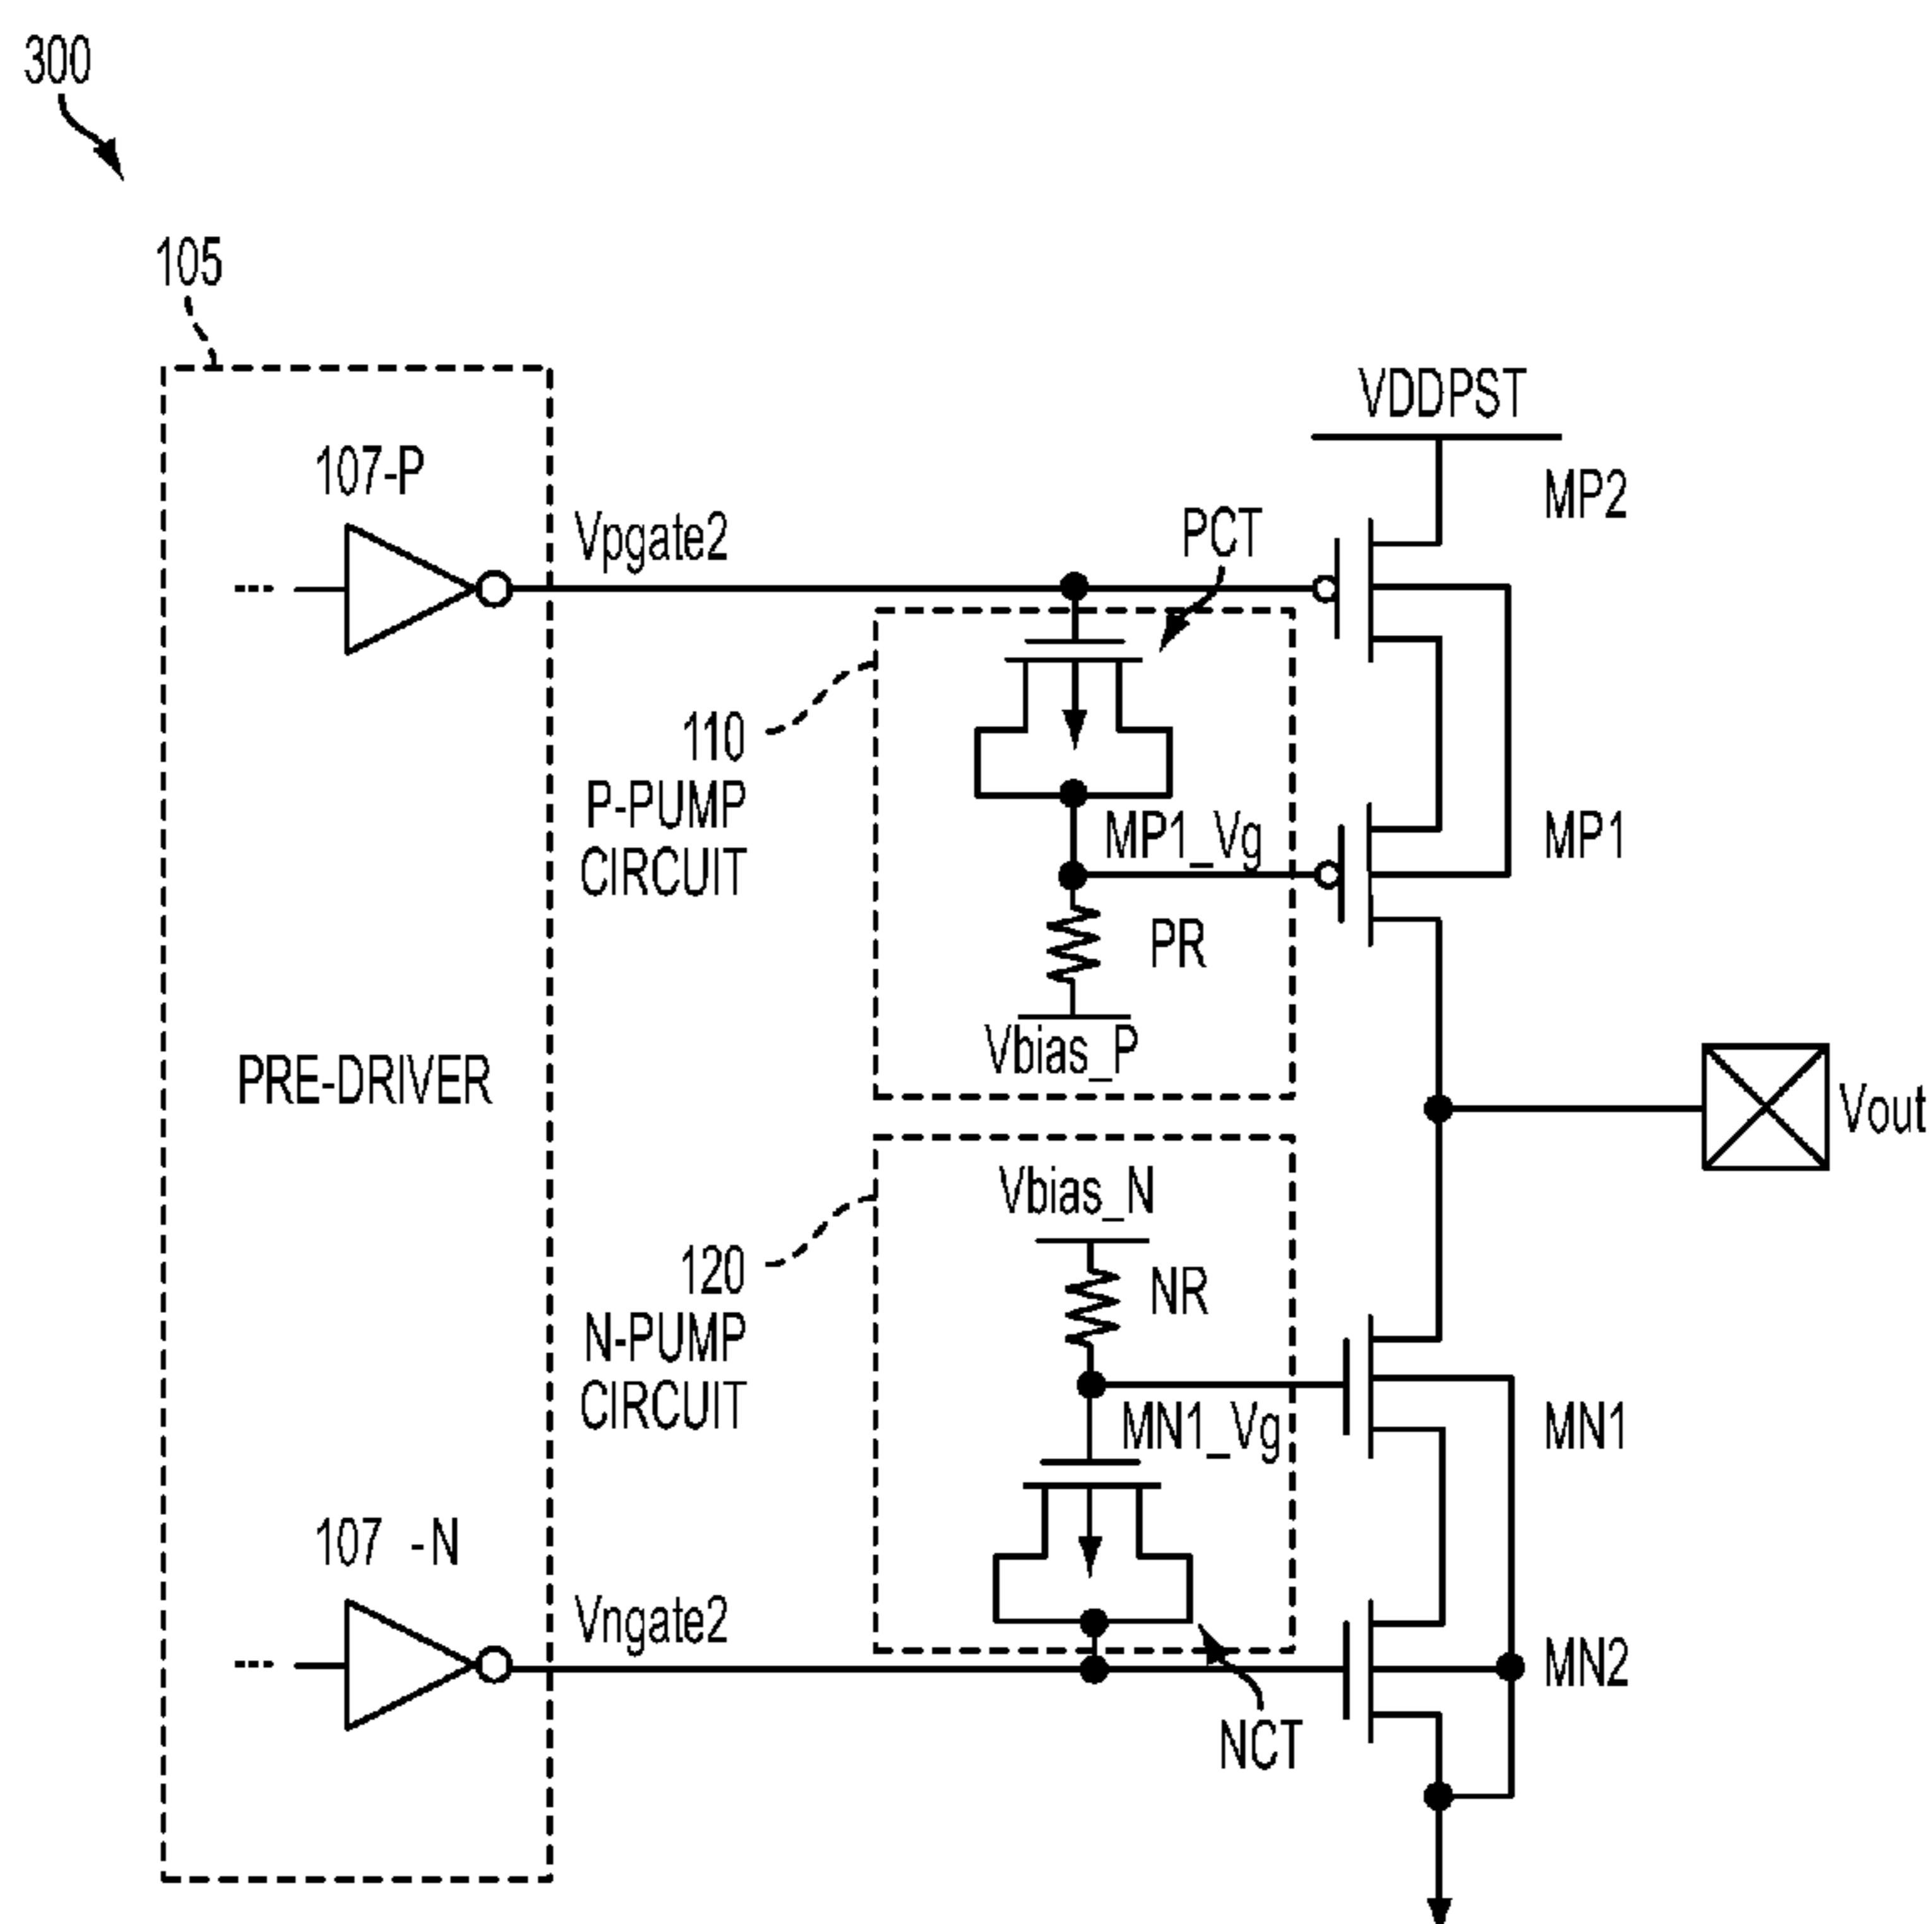 300
105
VDDPST
107-P
MP2
Vpgate2
PCT
110
P-PUMP
CIRCUIT
MP1_Vg
MP1
PR
Vbias_P
PRE-DRIVER
Vout
Vbias_N
120
N-PUMP
CIRCUIT
NR
MN1_Vg
MN1
107 -N
Vngate2
MN2
NCT